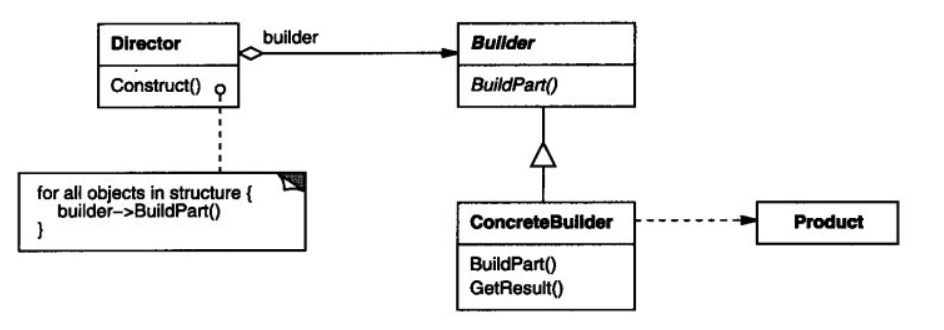 Director
builder
Builder
Construct()
BuildPart()
for all objects in structure {
builder–>BuildPart()
}
ConcreteBuilder
Product
BuildPart()
GetResult()